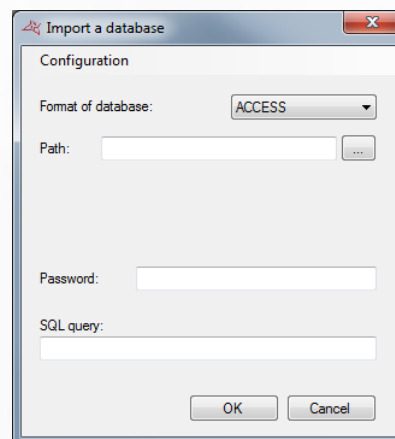 Import a database
Configuration
Format of database: ACCESS
Path: ...
Password:
SQL query:
OK Cancel